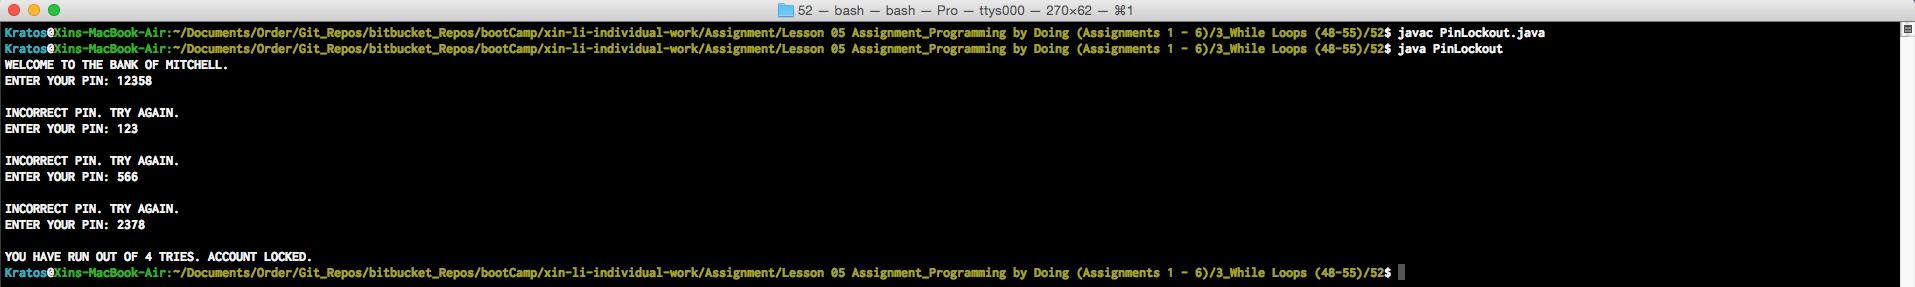 52 — bash — bash — Pro — ttys000 — 270×62 — ⌘1
Kratos@Xins-MacBook-Air:~/Documents/Order/Git_Repos/bitbucket_Repos/bootCamp/xin-li-individual-work/Assignment/Lesson 05 Assignment_Programming by Doing (Assignments 1 - 6)/3_While Loops (48-55)/52$ javac PinLockout.java
Kratos@Xins-MacBook-Air:~/Documents/Order/Git_Repos/bitbucket_Repos/bootCamp/xin-li-individual-work/Assignment/Lesson 05 Assignment_Programming by Doing (Assignments 1 - 6)/3_While Loops (48-55)/52$ java PinLockout
WELCOME TO THE BANK OF MITCHELL.
ENTER YOUR PIN: 12358
INCORRECT PIN. TRY AGAIN.
ENTER YOUR PIN: 123
INCORRECT PIN. TRY AGAIN.
ENTER YOUR PIN: 566
INCORRECT PIN. TRY AGAIN.
ENTER YOUR PIN: 2378
YOU HAVE RUN OUT OF 4 TRIES. ACCOUNT LOCKED.
Kratos@Xins-MacBook-Air:~/Documents/Order/Git_Repos/bitbucket_Repos/bootCamp/xin-li-individual-work/Assignment/Lesson 05 Assignment_Programming by Doing (Assignments 1 - 6)/3_While Loops (48-55)/52$